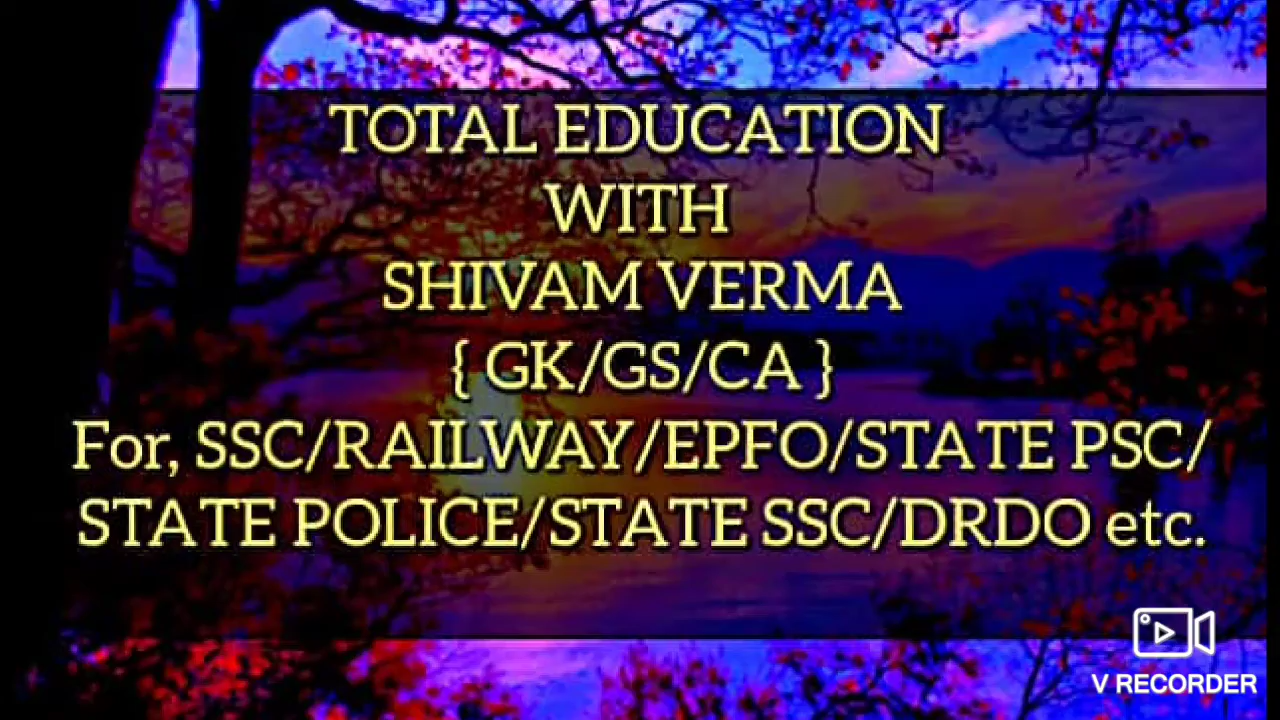 TOTAL EDUCATION
WITH
SHIVAM VERMA
{ GK/GS/CA }
For, SSC/RAILWAY/EPFO/STATE PSC/
STATE POLICE/STATE SSC/DRDO etc.
V RECORDER